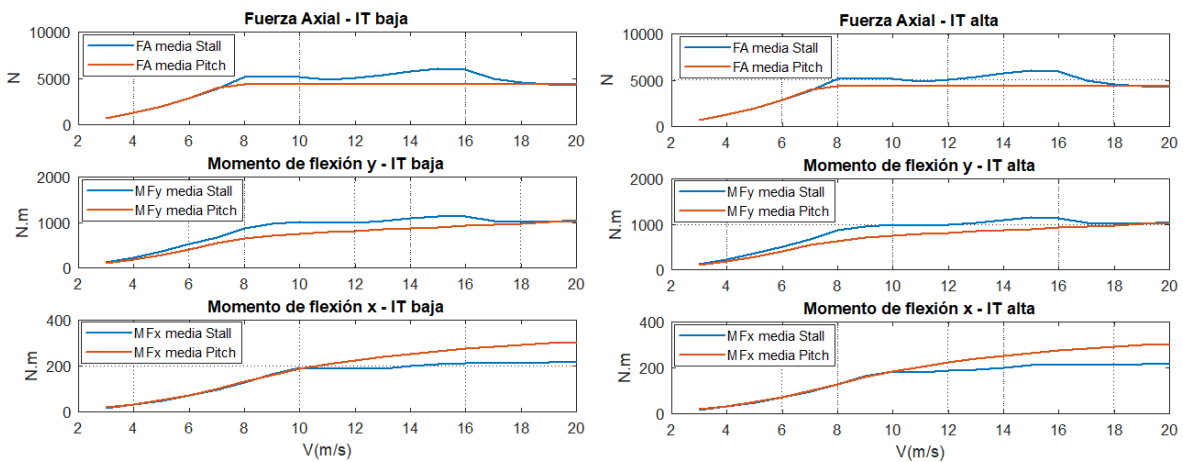 Fuerza Axial - IT baja
10000
5000
0
N
FA media Stall
FA media Pitch
2 4 6 8 10 12 14 16 18 20
Momento de flexión y - IT baja
2000
1000
0
N.m
MFy media Stall
MFy media Pitch
2 4 6 8 10 12 14 16 18 20
Momento de flexión x - IT baja
400
200
0
N.m
MFx media Stall
MFx media Pitch
2 4 6 8 10 12 14 16 18 20
V(m/s)
Fuerza Axial - IT alta
10000
5000
0
N
FA media Stall
FA media Pitch
2 4 6 8 10 12 14 16 18 20
Momento de flexión y - IT alta
2000
1000
0
N.m
MFy media Stall
MFy media Pitch
2 4 6 8 10 12 14 16 18 20
Momento de flexión x - IT alta
400
200
0
N.m
MFx media Stall
MFx media Pitch
2 4 6 8 10 12 14 16 18 20
V(m/s)